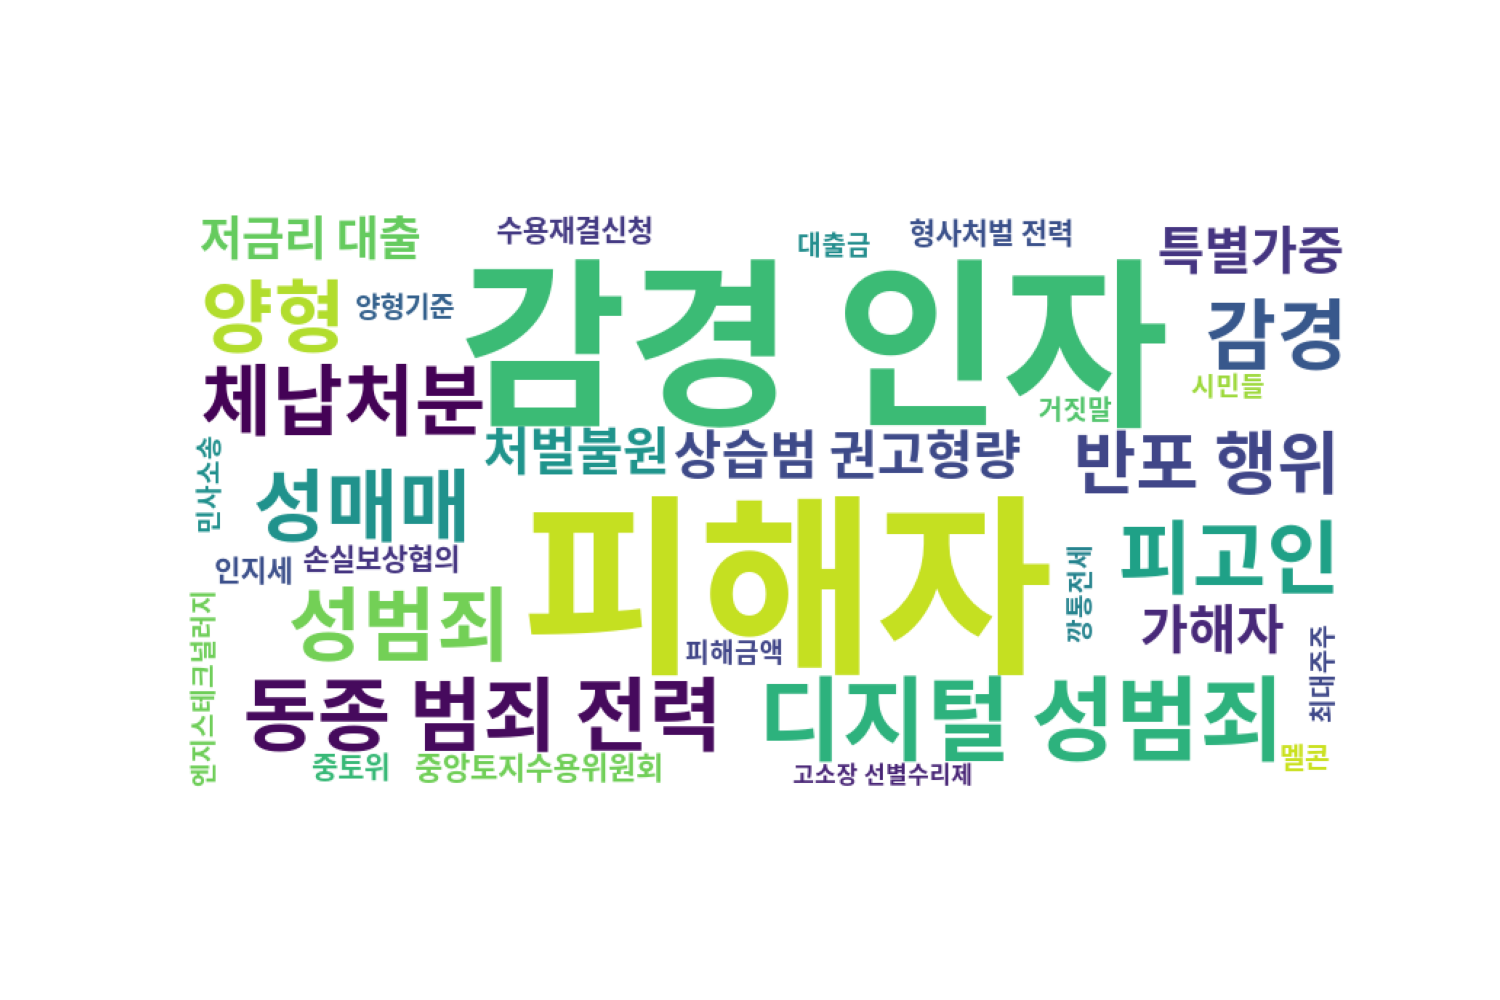 저금리 대출
수용재결신청
대출금
형사처벌 전력
특별가중
양형
양형기준
감경 인자
감경
시민들
체납처분
거짓말
처벌불원
상습범 권고형량
반포 행위
민사소송
성매매
피해자
피고인
인지세
손실보상협의
깡통전세
성범죄
가해자
엔지스테크널러지
피해금액
최대주주
동종 범죄 전력
디지털 성범죄
중토위
중앙토지수용위원회
고소장 선별수리제
멜콘